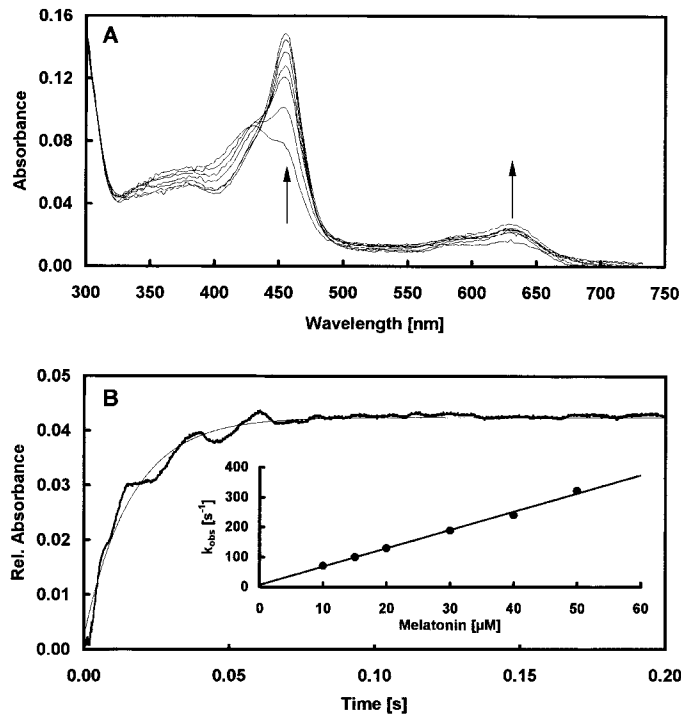 A
0.16
0.12
0.08
0.04
0.00
Absorbance
300 350 400 450 500 550 600 650 700 750
Wavelength [nm]
B
0.05
0.04
0.03
0.02
0.01
0.00
Rel. Absorbance
400
300
200
100
0
kobs [s-1]
0 10 20 30 40 50 60
Melatonin [µM]
0.00 0.05 0.10 0.15 0.20
Time [s]